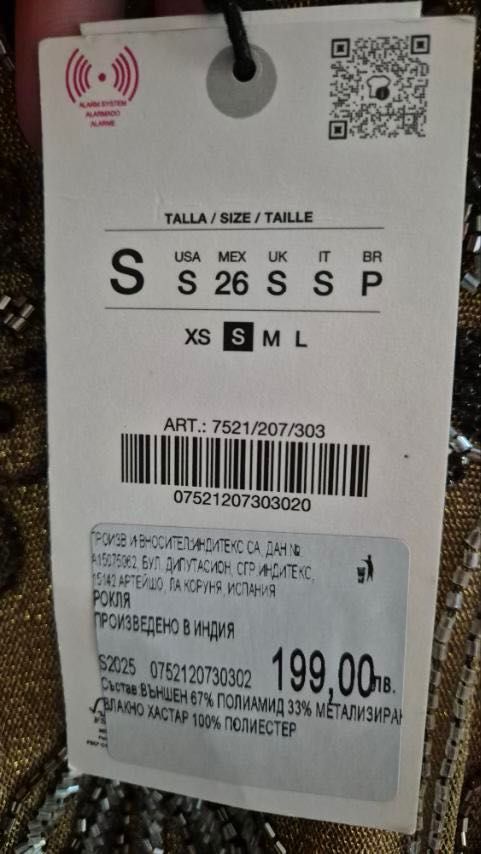 ALARM SYSTEM
ALARMADO
ALARME
TALLA / SIZE / TAILLE
S USA S MEX 26 UK S IT S BR P
XS S M L
ART.: 7521/207/303
07521207303020
ПРОИЗВ И ВНОСИТЕЛ:ИНДИТЕКС СА, ДАН.№
A15075062, БУЛ. ДИПУТАСИОН, СГР.ИНДИТЕКС,
15142 АРТЕЙШО, ЛА КОРУНЯ, ИСПАНИЯ
РОКЛЯ
ПРОИЗВЕДЕНО В ИНДИЯ
S2025 0752120730302 199,00лв.
Състав:ВЪНШЕН 67% ПОЛИАМИД 33% МЕТАЛИЗИРАН
ВЛАКНО ХАСТАР 100% ПОЛИЕСТЕР